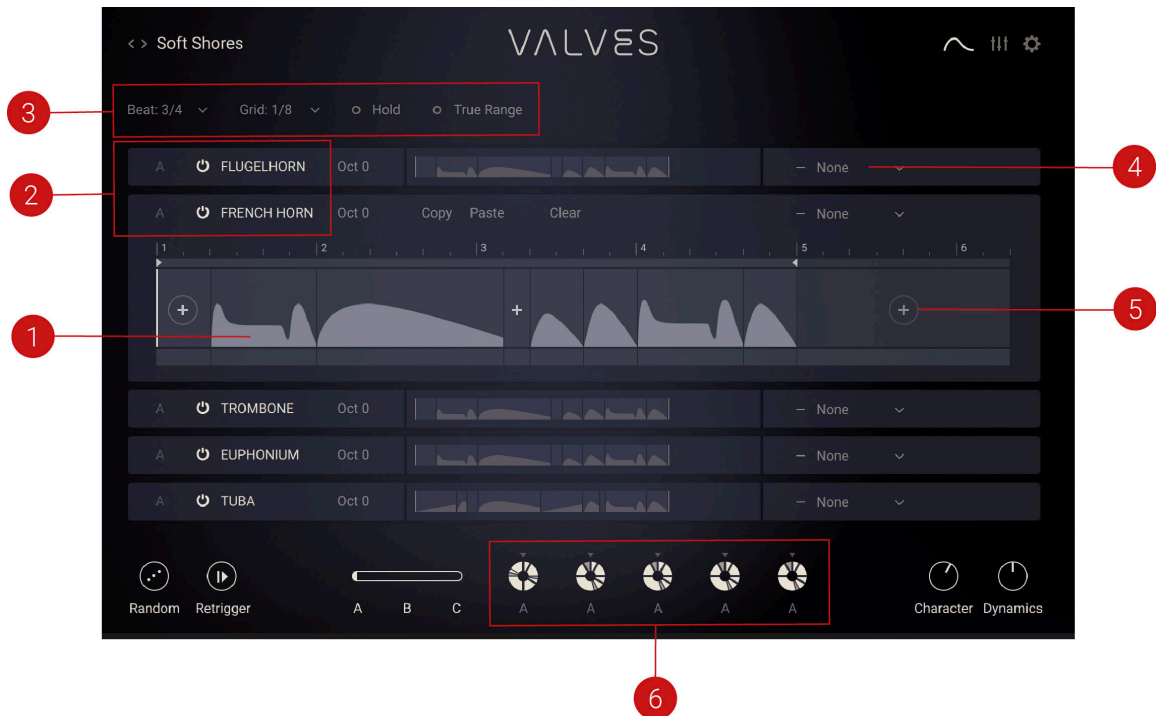 < > Soft Shores
VALVES
3
Beat: 3/4 Grid: 1/8 Hold True Range
2
A FLUGELHORN Oct 0 – None
4
A FRENCH HORN Oct 0 Copy Paste Clear – None
1 2 3 4 5 6
1
+ + +
5
A TROMBONE Oct 0 – None
A EUPHONIUM Oct 0 – None
A TUBA Oct 0 – None
Random Retrigger A B C A A A A A Character Dynamics
6